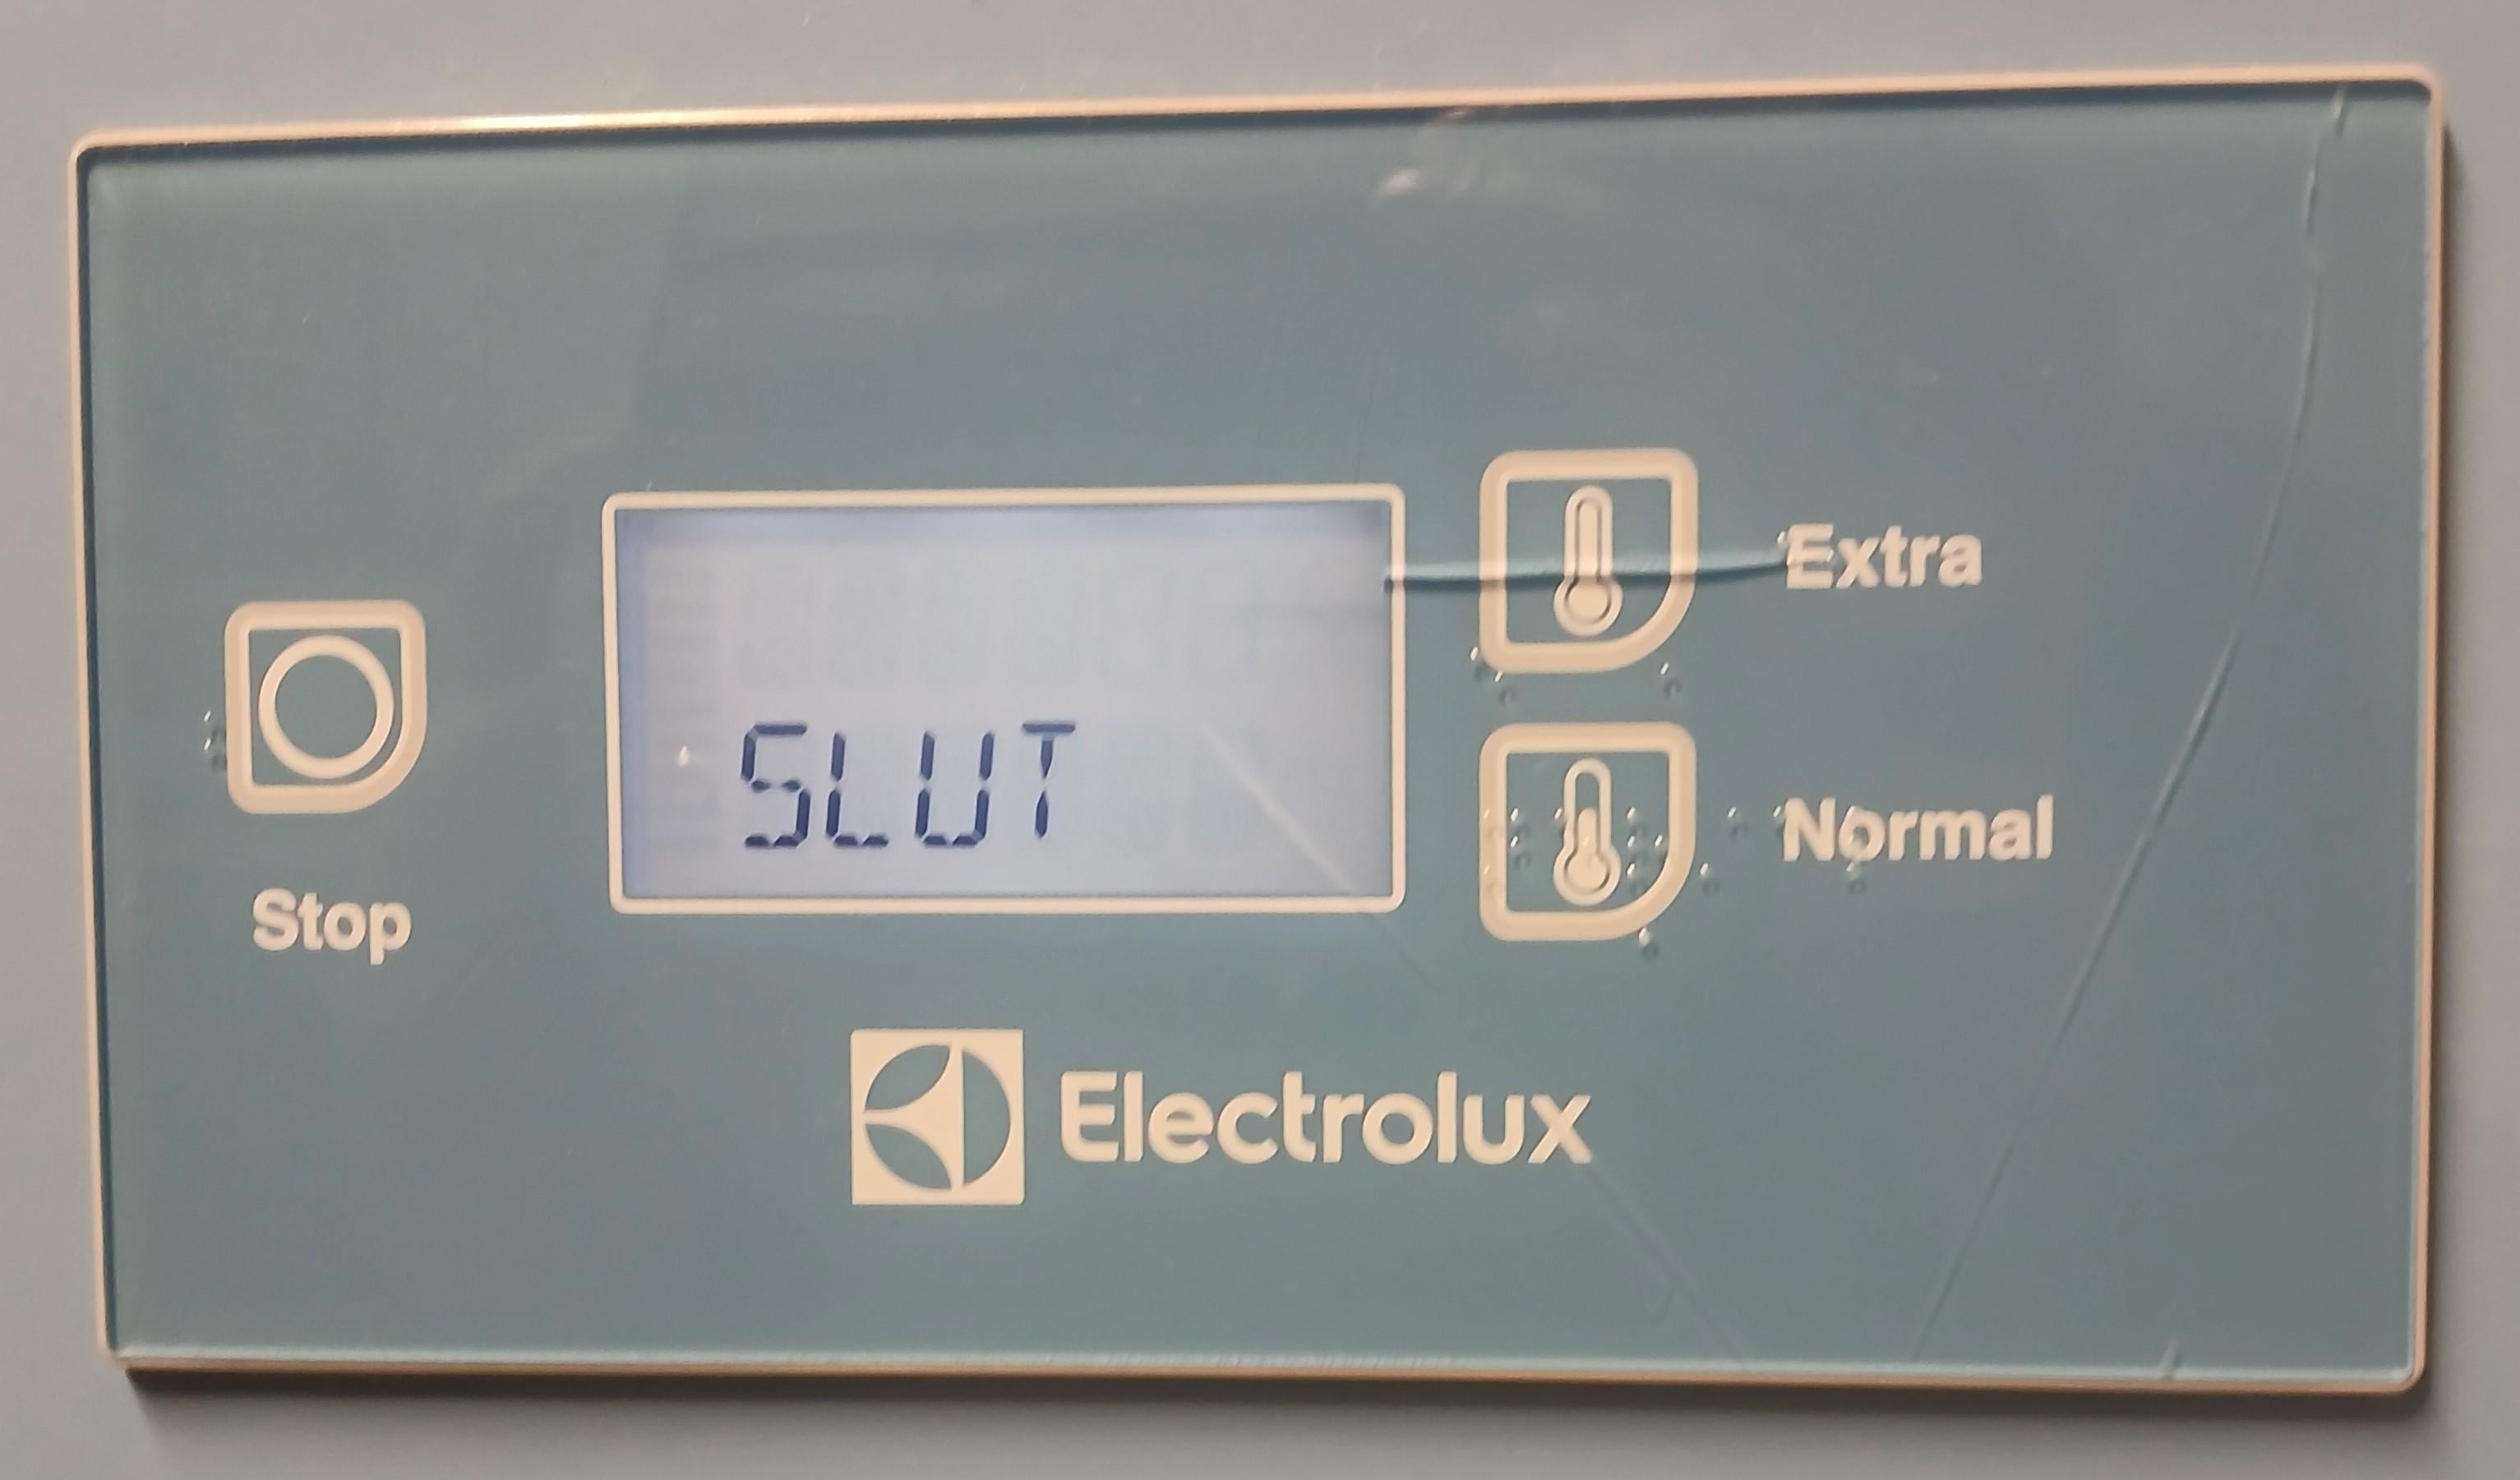 Extra
SLUT
Normal
Stop
Electrolux